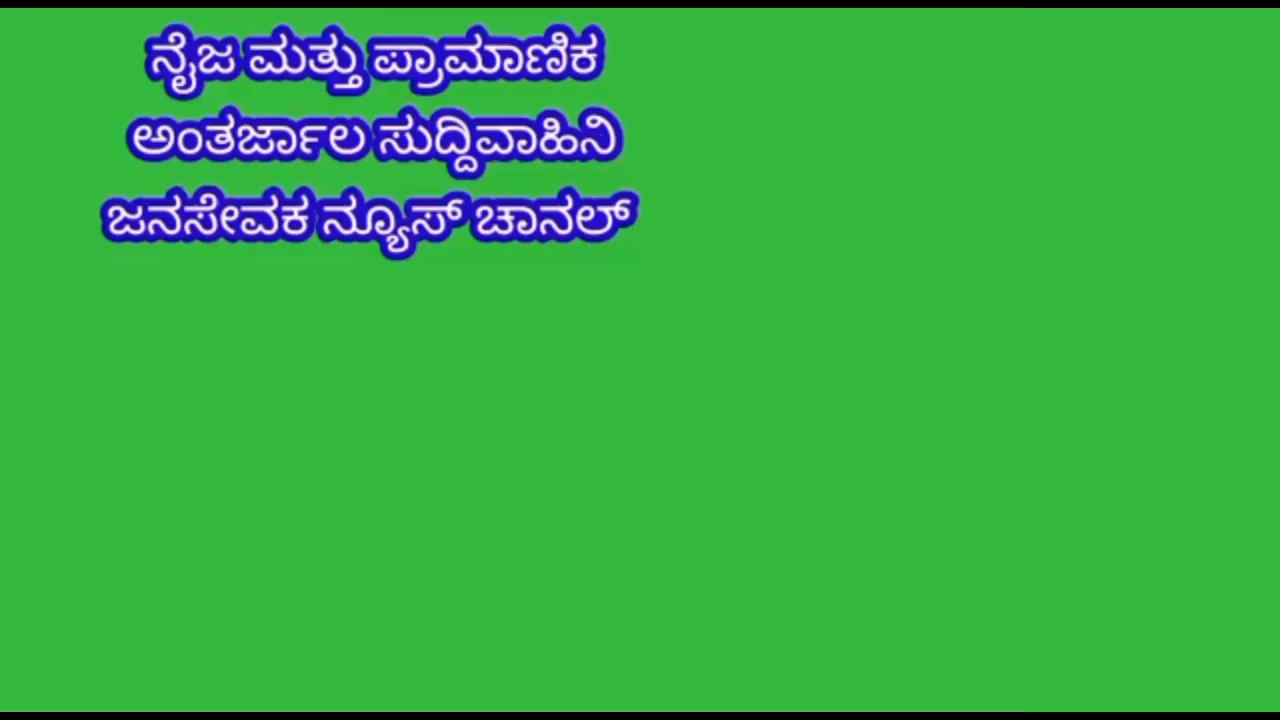 ನೈಜ ಮತ್ತು ಪ್ರಾಮಾಣಿಕ
ಅಂತರ್ಜಾಲ ಸುದ್ದಿವಾಹಿನಿ
ಜನಸೇವಕ ನ್ಯೂಸ್ ಚಾನಲ್